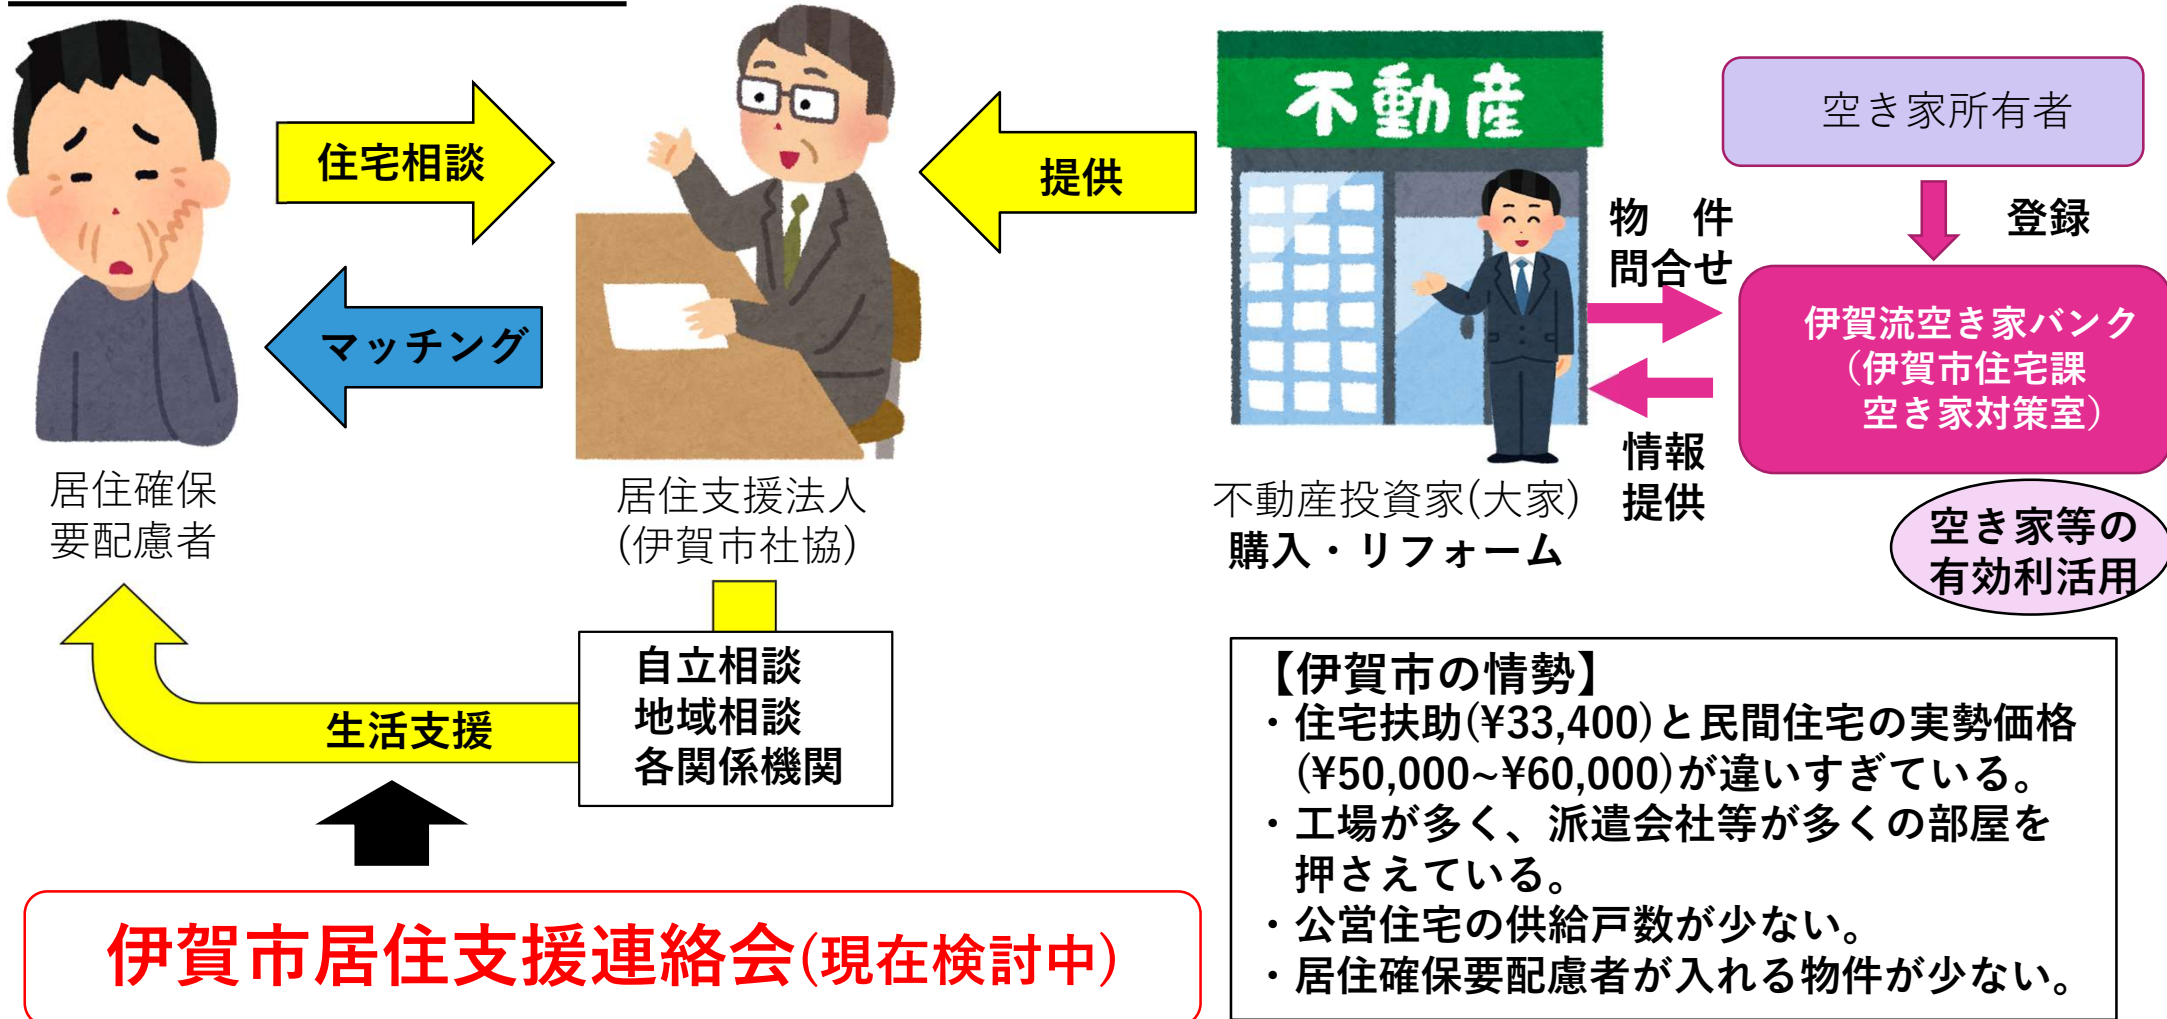 住宅相談
マッチング
居住確保
要配慮者
居住支援法人
(伊賀市社協)
提供
不動産
不動産投資家(大家)
購入・リフォーム
物　件
問合せ
情報
提供
空き家所有者
登録
伊賀流空き家バンク
(伊賀市住宅課
空き家対策室)
空き家等の
有効利活用
自立相談
地域相談
各関係機関
生活支援
伊賀市居住支援連絡会(現在検討中)
【伊賀市の情勢】
・住宅扶助(¥33,400)と民間住宅の実勢価格
(¥50,000~¥60,000)が違いすぎている。
・工場が多く、派遣会社等が多くの部屋を
押さえている。
・公営住宅の供給戸数が少ない。
・居住確保要配慮者が入れる物件が少ない。